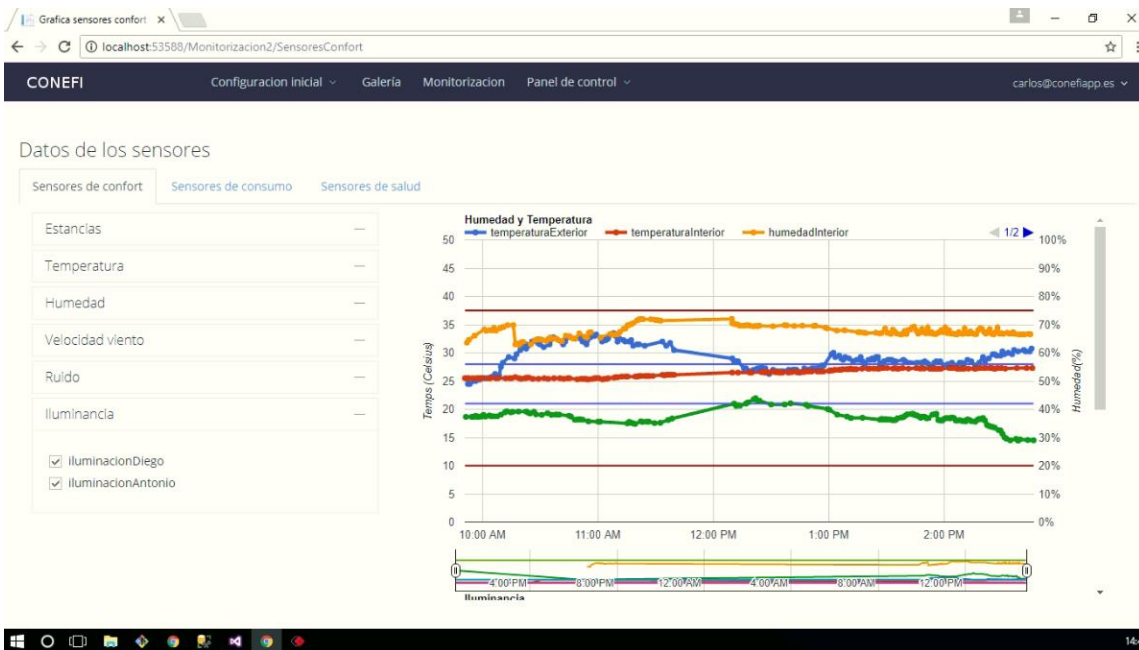 Grafica sensores confort
localhost:53588/Monitorizacion2/SensoresConfort
CONEFI Configuracion inicial Galería Monitorizacion Panel de control carlos@conefiapp.es
Datos de los sensores
Sensores de confort Sensores de consumo Sensores de salud
Estancias
Temperatura
Humedad
Velocidad viento
Ruido
Iluminancia
iluminacionDiego
iluminacionAntonio
Humedad y Temperatura
temperaturaExterior temperaturaInterior humedadInterior 1/2
50 100%
45 90%
40 80%
35 70%
30 60%
25 50%
20 40%
15 30%
10 20%
5 10%
0 0%
Temps (Celsius)
Humedad(%)
10:00 AM 11:00 AM 12:00 PM 1:00 PM 2:00 PM
4:00 PM 8:00 PM 12:00 AM 4:00 AM 8:00 AM 12:00 PM
Iluminancia